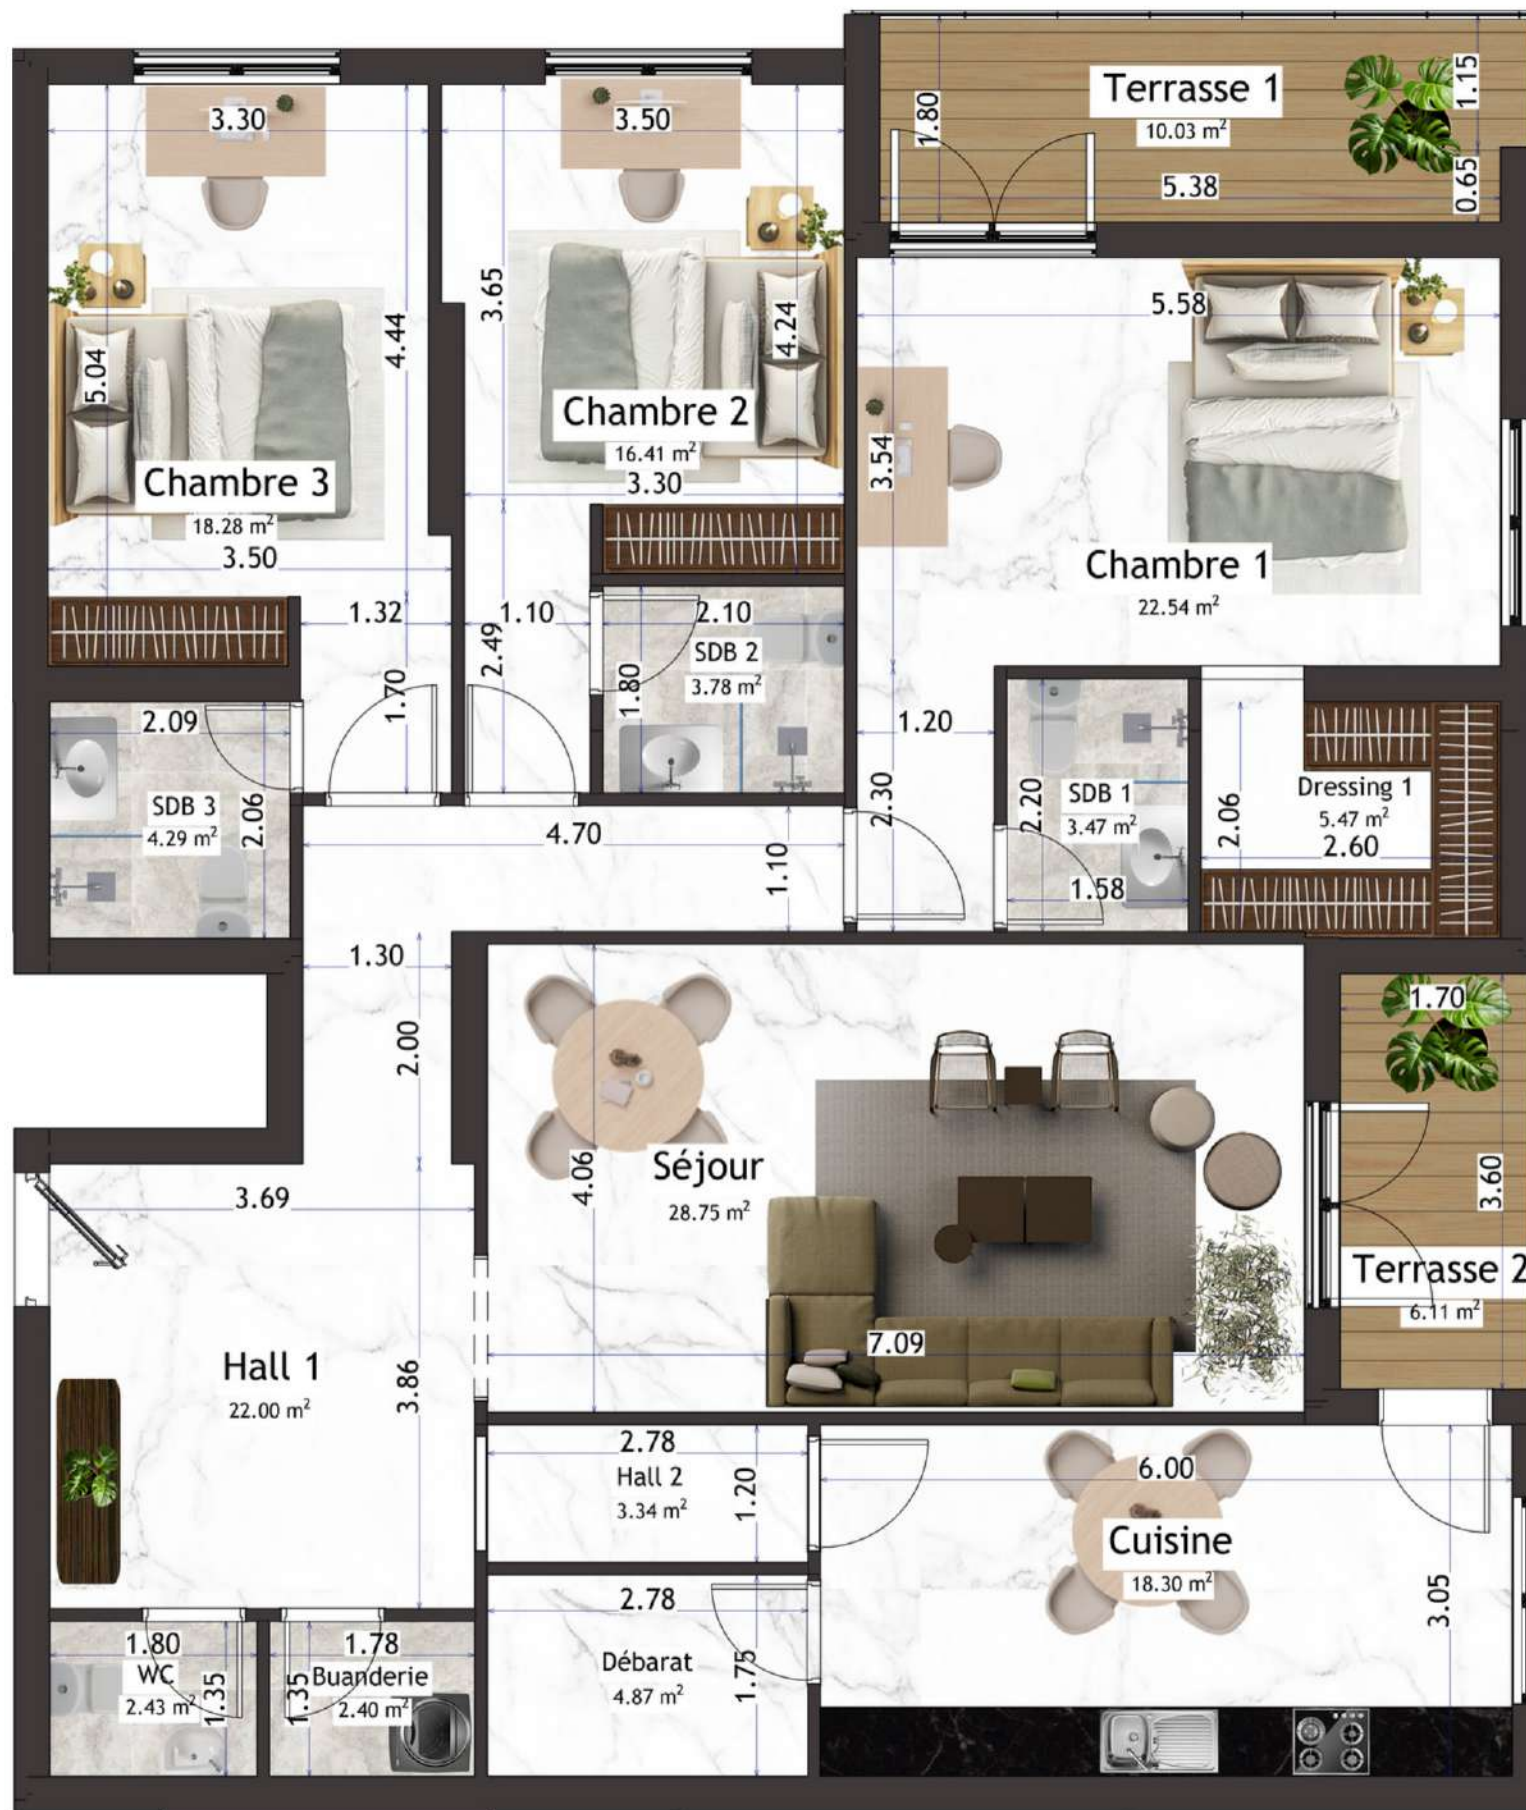 Terrasse 1
10.03 m²
1.80
1.15
0.65
5.38
3.30
5.04
4.44
Chambre 3
18.28 m²
3.50
1.32
1.70
3.50
3.65
4.24
Chambre 2
16.41 m²
3.30
1.10
2.49
2.10
SDB 2
3.78 m²
1.80
5.58
3.54
Chambre 1
22.54 m²
1.20
2.30
2.20
SDB 1
3.47 m²
1.58
Dressing 1
5.47 m²
2.60
2.06
2.09
SDB 3
4.29 m²
2.06
4.70
1.10
1.30
2.00
Séjour
28.75 m²
4.06
7.09
1.70
3.60
Terrasse 2
6.11 m²
3.69
Hall 1
22.00 m²
3.86
2.78
Hall 2
3.34 m²
1.20
6.00
Cuisine
18.30 m²
3.05
2.78
Débarat
4.87 m²
1.75
1.80
WC
2.43 m²
1.35
1.78
Buanderie
2.40 m²
1.35